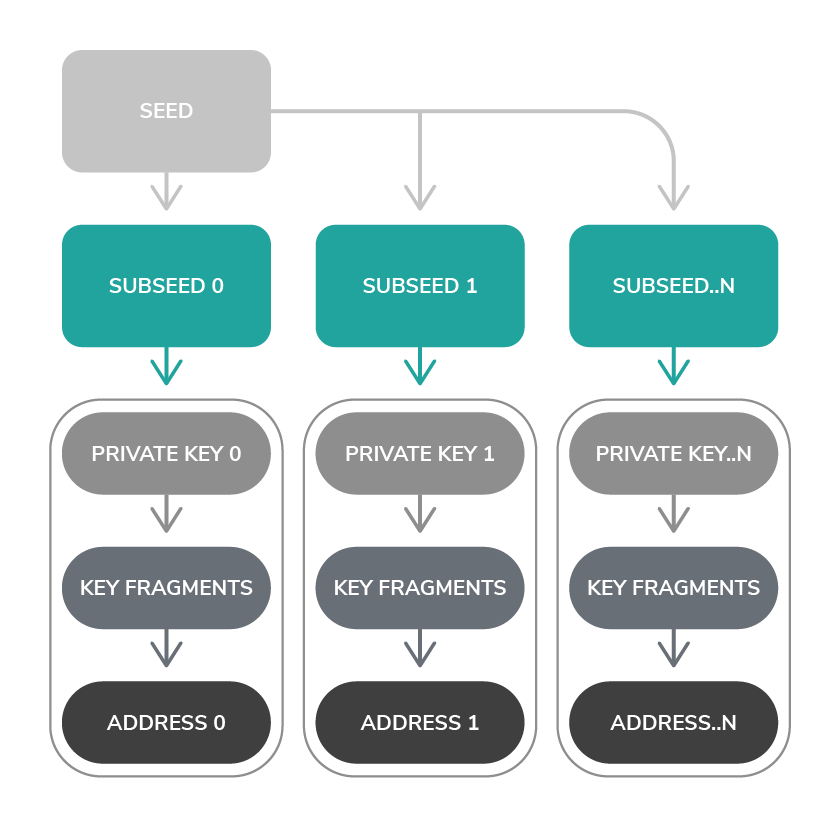 SEED
SUBSEED 0
SUBSEED 1
SUBSEED..N
PRIVATE KEY 0
PRIVATE KEY 1
PRIVATE KEY..N
KEY FRAGMENTS
KEY FRAGMENTS
KEY FRAGMENTS
ADDRESS 0
ADDRESS 1
ADDRESS..N